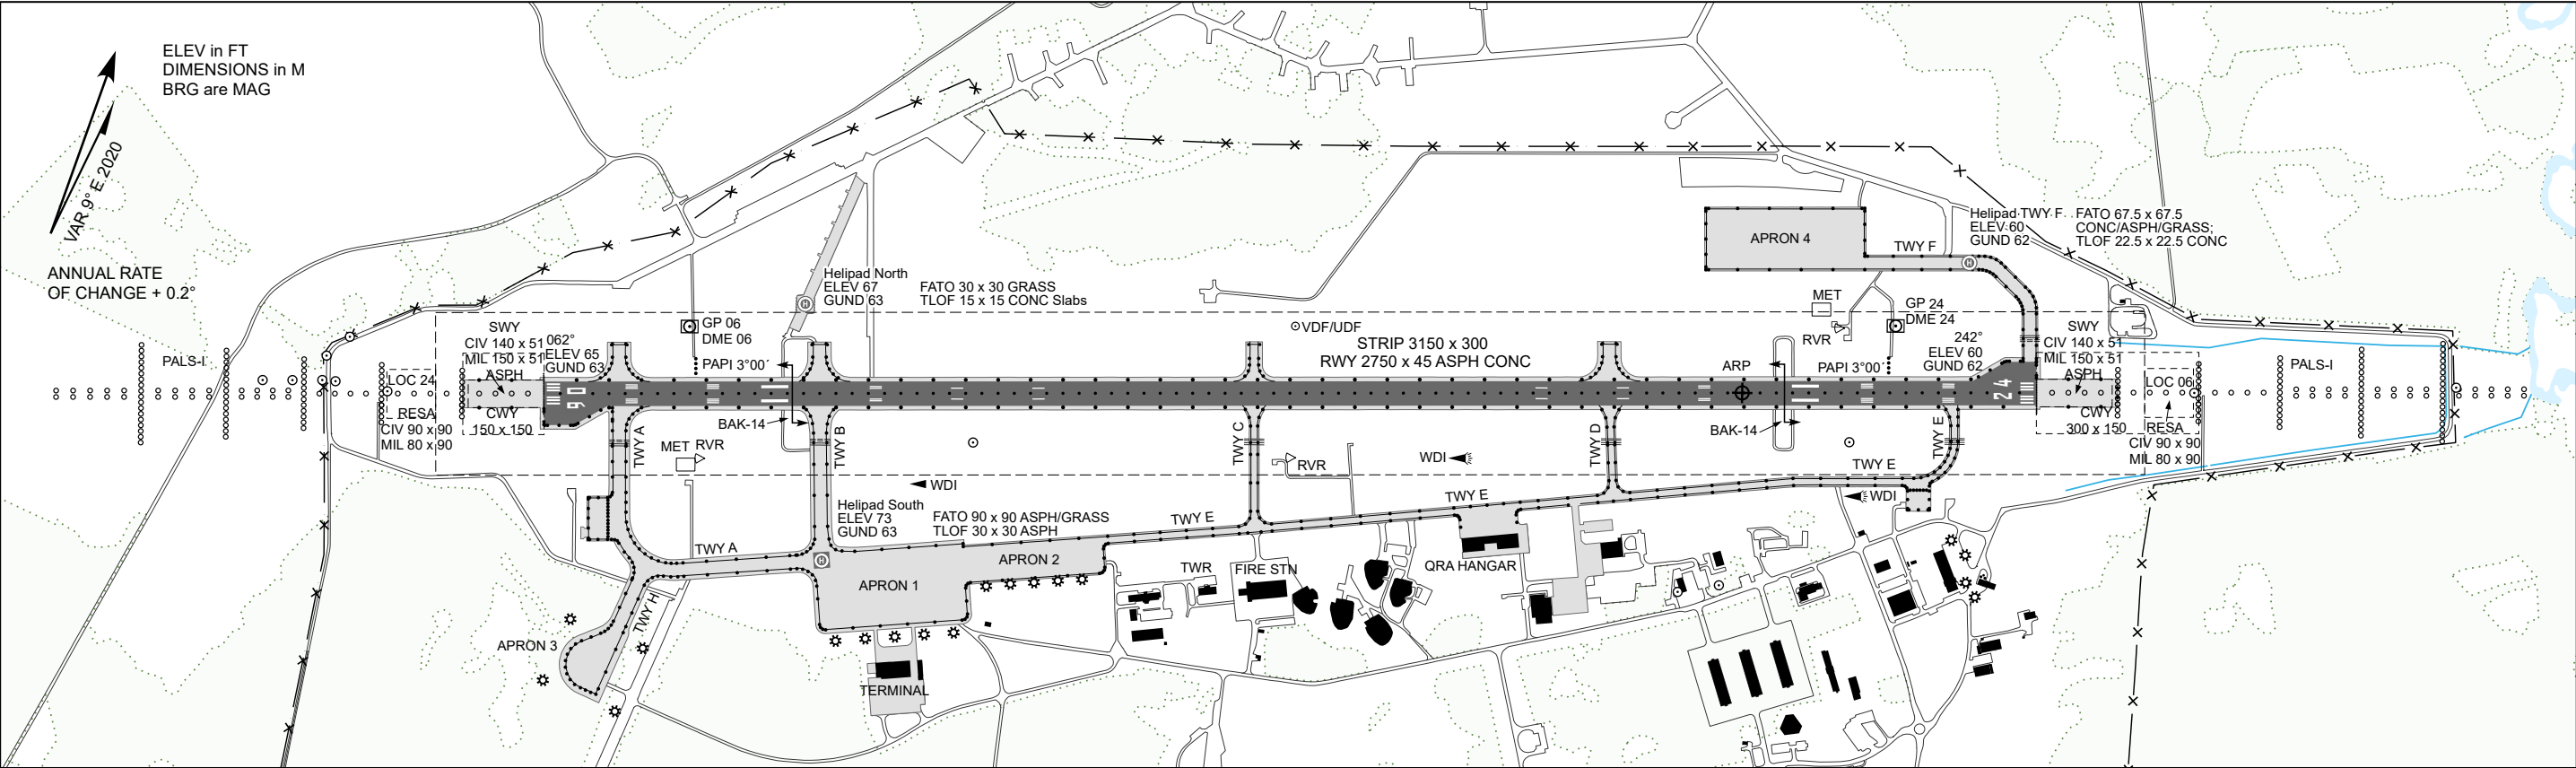 ELEV in FT
DIMENSIONS in M
BRG are MAG
VAR 9° E 2020
ANNUAL RATE
OF CHANGE + 0.2°
PALS-I
LOC 24
RESA
CIV 90 x 90
MIL 80 x 90
SWY
CIV 140 x 51
MIL 150 x 51
ASPH
CWY
150 x 150
062°
ELEV 65
GUND 63
06
GP 06
DME 06
PAPI 3°00´
BAK-14
Helipad North
ELEV 67
GUND 63
FATO 30 x 30 GRASS
TLOF 15 x 15 CONC Slabs
H
VDF/UDF
STRIP 3150 x 300
RWY 2750 x 45 ASPH CONC
APRON 4
TWY F
H
Helipad TWY F
ELEV 60
GUND 62
FATO 67.5 x 67.5
CONC/ASPH/GRASS;
TLOF 22.5 x 22.5 CONC
MET
RVR
GP 24
DME 24
ARP
PAPI 3°00´
BAK-14
242°
ELEV 60
GUND 62
24
SWY
CIV 140 x 51
MIL 150 x 51
ASPH
CWY
300 x 150
LOC 06
RESA
CIV 90 x 90
MIL 80 x 90
PALS-I
TWY A
MET
RVR
TWY B
WDI
TWY C
RVR
WDI
TWY D
TWY E
TWY E
WDI
Helipad South
ELEV 73
GUND 63
FATO 90 x 90 ASPH/GRASS
TLOF 30 x 30 ASPH
H
TWY E
TWY E
TWY A
APRON 1
APRON 2
TWR
FIRE STN
QRA HANGAR
TWY H
APRON 3
TERMINAL